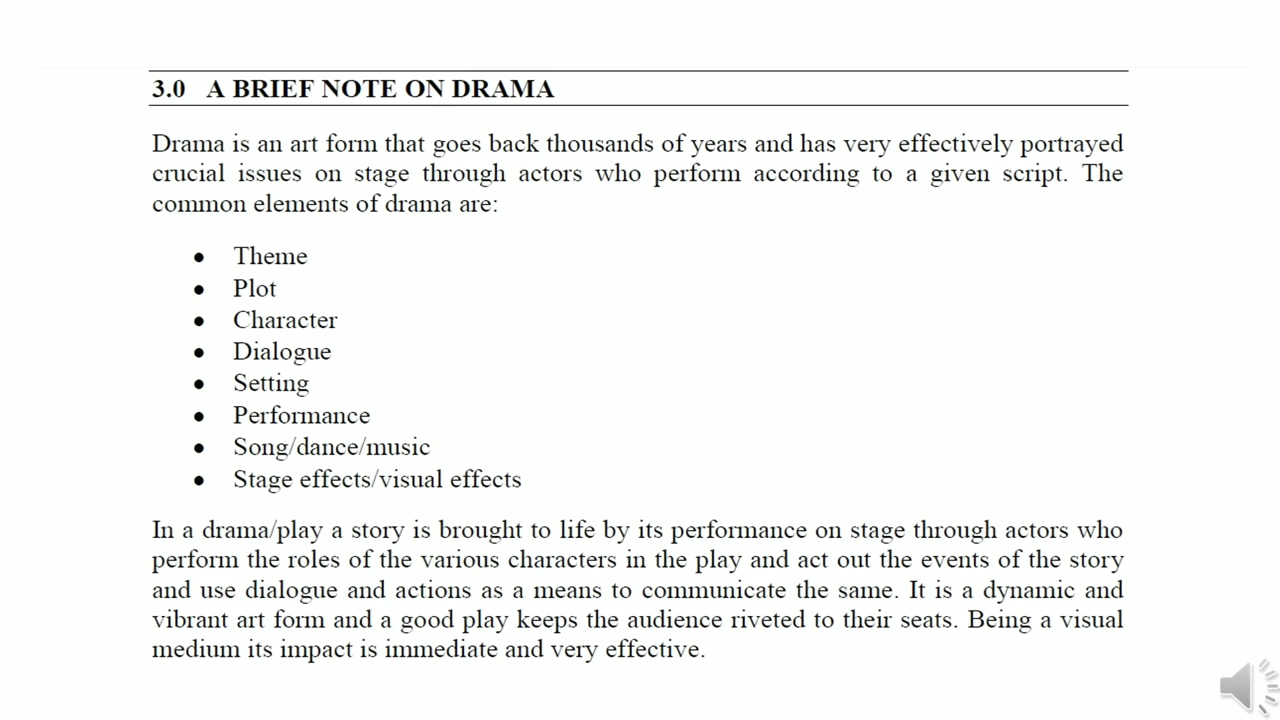 3.0 A BRIEF NOTE ON DRAMA
Drama is an art form that goes back thousands of years and has very effectively portrayed
crucial issues on stage through actors who perform according to a given script. The
common elements of drama are:
• Theme
• Plot
• Character
• Dialogue
• Setting
• Performance
• Song/dance/music
• Stage effects/visual effects
In a drama/play a story is brought to life by its performance on stage through actors who
perform the roles of the various characters in the play and act out the events of the story
and use dialogue and actions as a means to communicate the same. It is a dynamic and
vibrant art form and a good play keeps the audience riveted to their seats. Being a visual
medium its impact is immediate and very effective.